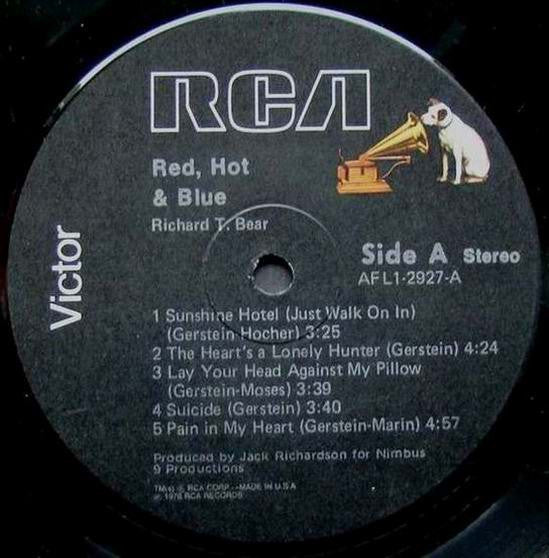 RCA
Red, Hot
& Blue
Richard T. Bear
Victor
Side A Stereo
AFL1-2927-A
1 Sunshine Hotel (Just Walk On In)
(Gerstein-Hocher) 3:25
2 The Heart's a Lonely Hunter (Gerstein) 4:24
3 Lay Your Head Against My Pillow
(Gerstein-Moses) 3:39
4 Suicide (Gerstein) 3:40
5 Pain in My Heart (Gerstein-Marin) 4:57
Produced by Jack Richardson for Nimbus
9 Productions
RCA CORP.--MADE IN U.S.A
℗ 1978 RCA RECORDS